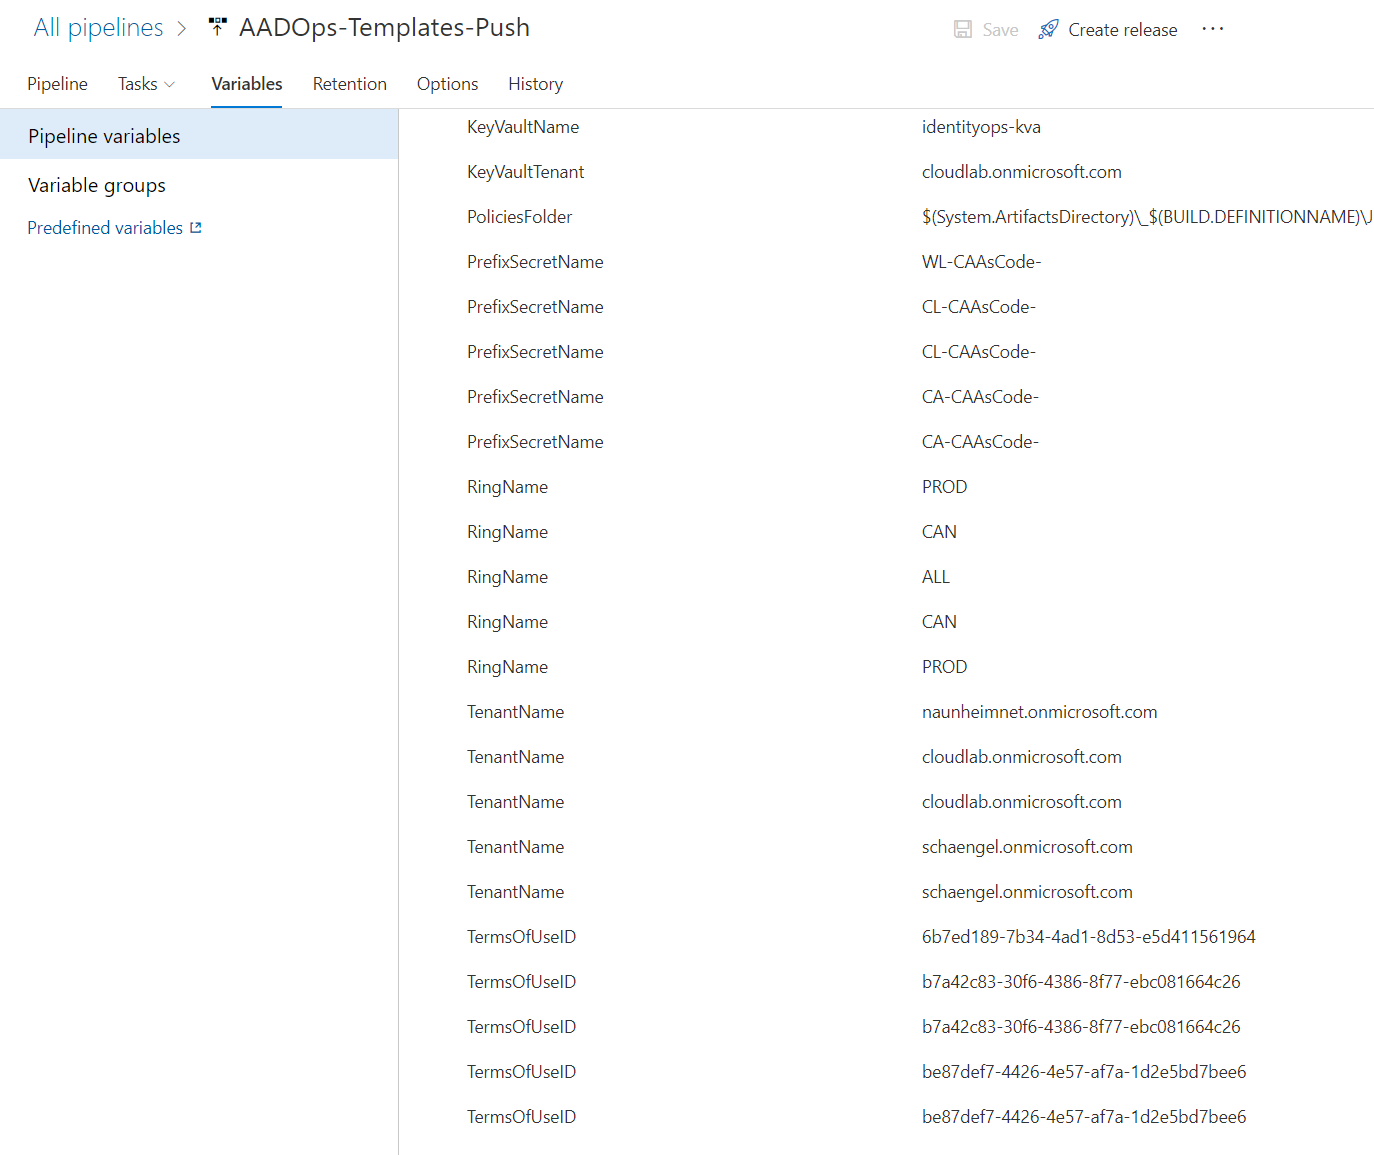 All pipelines > AADOps-Templates-Push
Save Create release ...
Pipeline Tasks Variables Retention Options History
Pipeline variables
Variable groups
Predefined variables
KeyVaultName identityops-kva
KeyVaultTenant cloudlab.onmicrosoft.com
PoliciesFolder $(System.ArtifactsDirectory)\_$(BUILD.DEFINITIONNAME)\J
PrefixSecretName WL-CAAsCode-
PrefixSecretName CL-CAAsCode-
PrefixSecretName CL-CAAsCode-
PrefixSecretName CA-CAAsCode-
PrefixSecretName CA-CAAsCode-
RingName PROD
RingName CAN
RingName ALL
RingName CAN
RingName PROD
TenantName naunheimnet.onmicrosoft.com
TenantName cloudlab.onmicrosoft.com
TenantName cloudlab.onmicrosoft.com
TenantName schaengel.onmicrosoft.com
TenantName schaengel.onmicrosoft.com
TermsOfUseID 6b7ed189-7b34-4ad1-8d53-e5d411561964
TermsOfUseID b7a42c83-30f6-4386-8f77-ebc081664c26
TermsOfUseID b7a42c83-30f6-4386-8f77-ebc081664c26
TermsOfUseID be87def7-4426-4e57-af7a-1d2e5bd7bee6
TermsOfUseID be87def7-4426-4e57-af7a-1d2e5bd7bee6